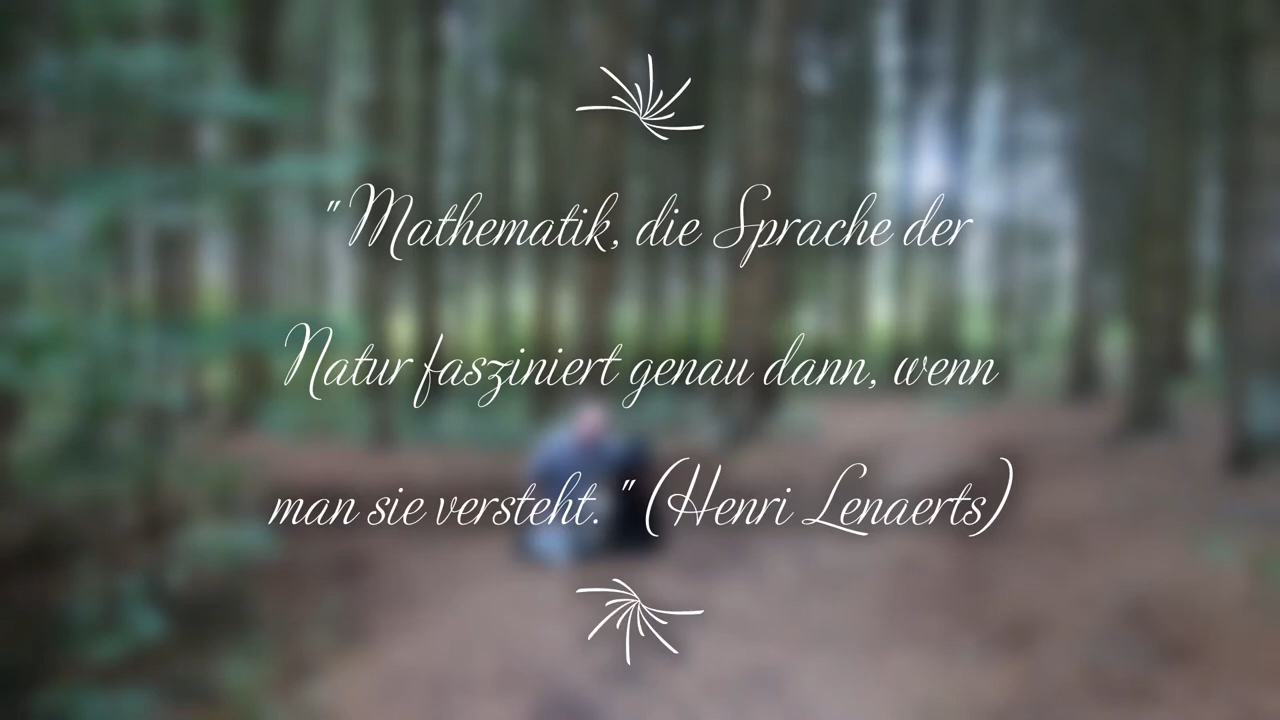 "Mathematik, die Sprache der
Natur fasziniert genau dann, wenn
man sie versteht." (Henri Lenaerts)